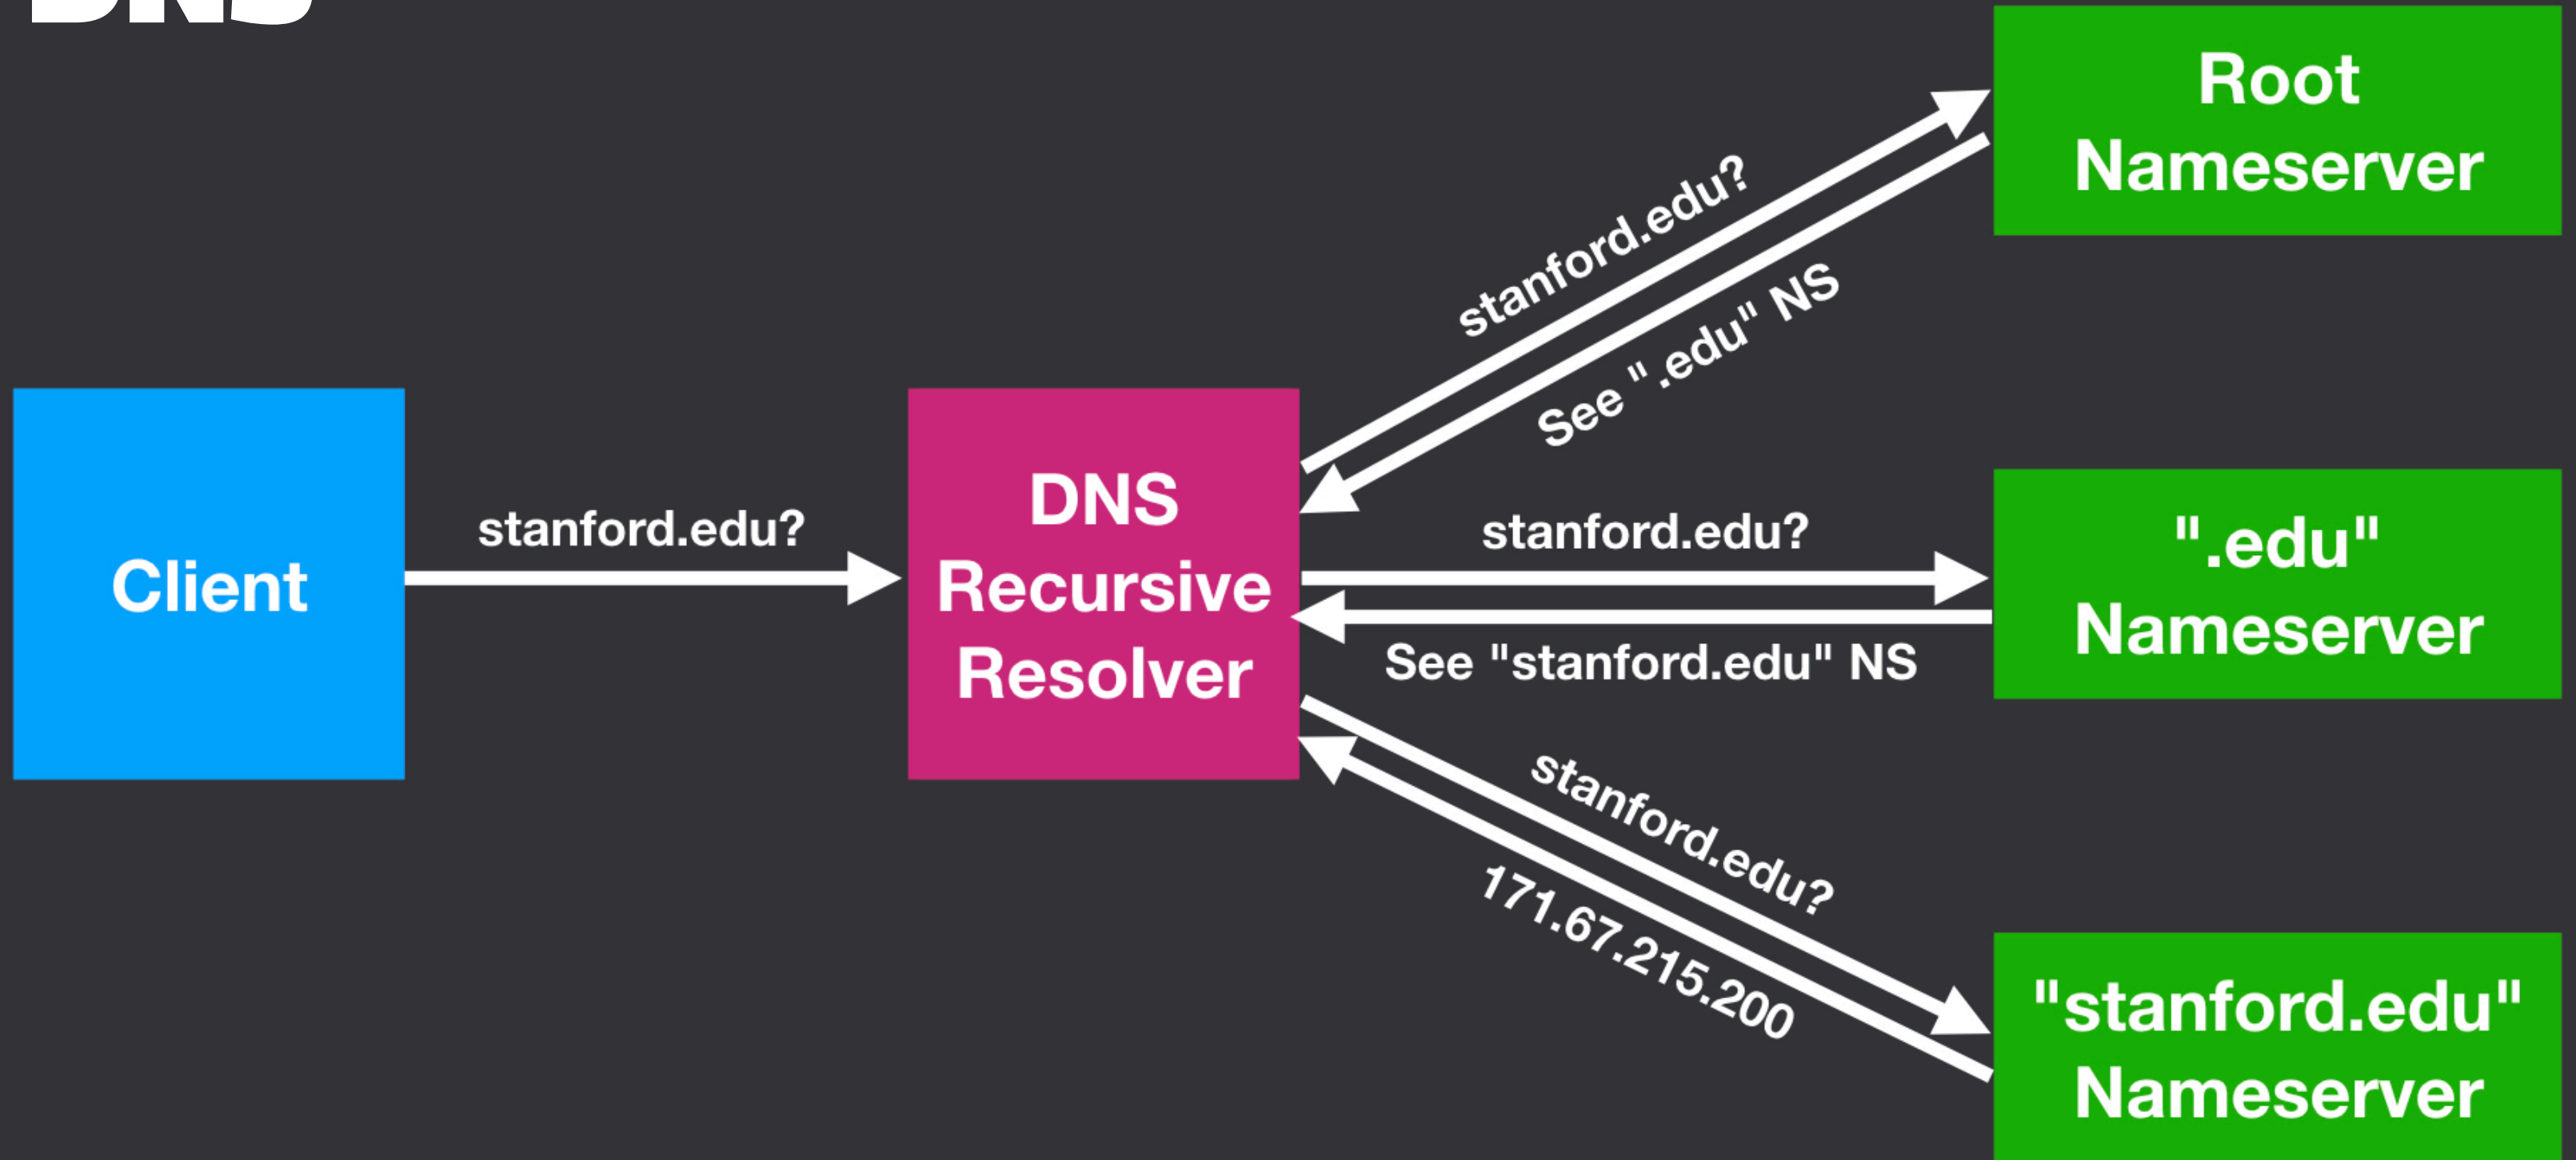 DNS
Root
Nameserver
stanford.edu?
See ".edu" NS
Client
stanford.edu?
DNS
Recursive
Resolver
stanford.edu?
See "stanford.edu" NS
".edu"
Nameserver
stanford.edu?
171.67.215.200
"stanford.edu"
Nameserver